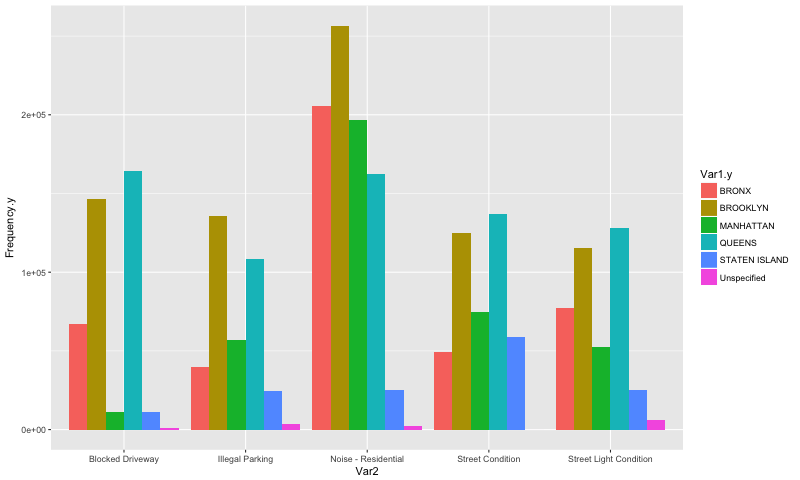 Frequency.y
2e+05
1e+05
0e+00
Blocked Driveway
Illegal Parking
Noise - Residential
Street Condition
Street Light Condition
Var2
Var1.y
BRONX
BROOKLYN
MANHATTAN
QUEENS
STATEN ISLAND
Unspecified